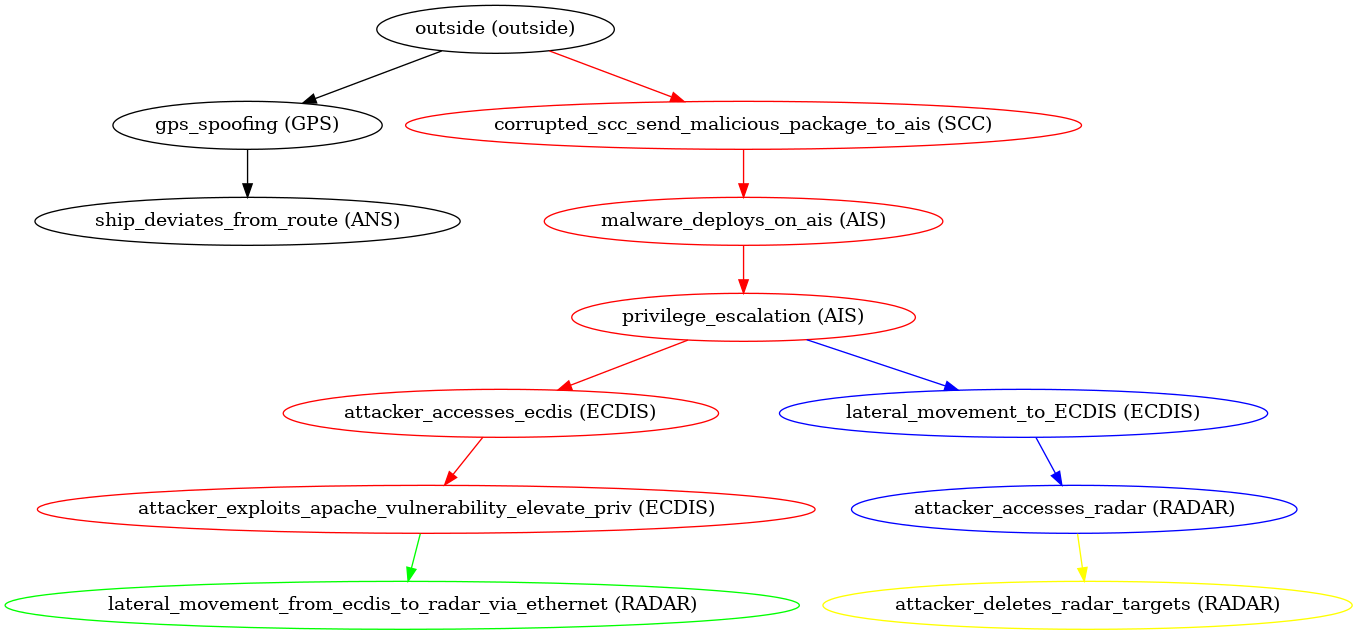 outside (outside)
gps_spoofing (GPS)
corrupted_scc_send_malicious_package_to_ais (SCC)
ship_deviates_from_route (ANS)
malware_deploys_on_ais (AIS)
privilege_escalation (AIS)
attacker_accesses_ecdis (ECDIS)
lateral_movement_to_ECDIS (ECDIS)
attacker_exploits_apache_vulnerability_elevate_priv (ECDIS)
attacker_accesses_radar (RADAR)
lateral_movement_from_ecdis_to_radar_via_ethernet (RADAR)
attacker_deletes_radar_targets (RADAR)